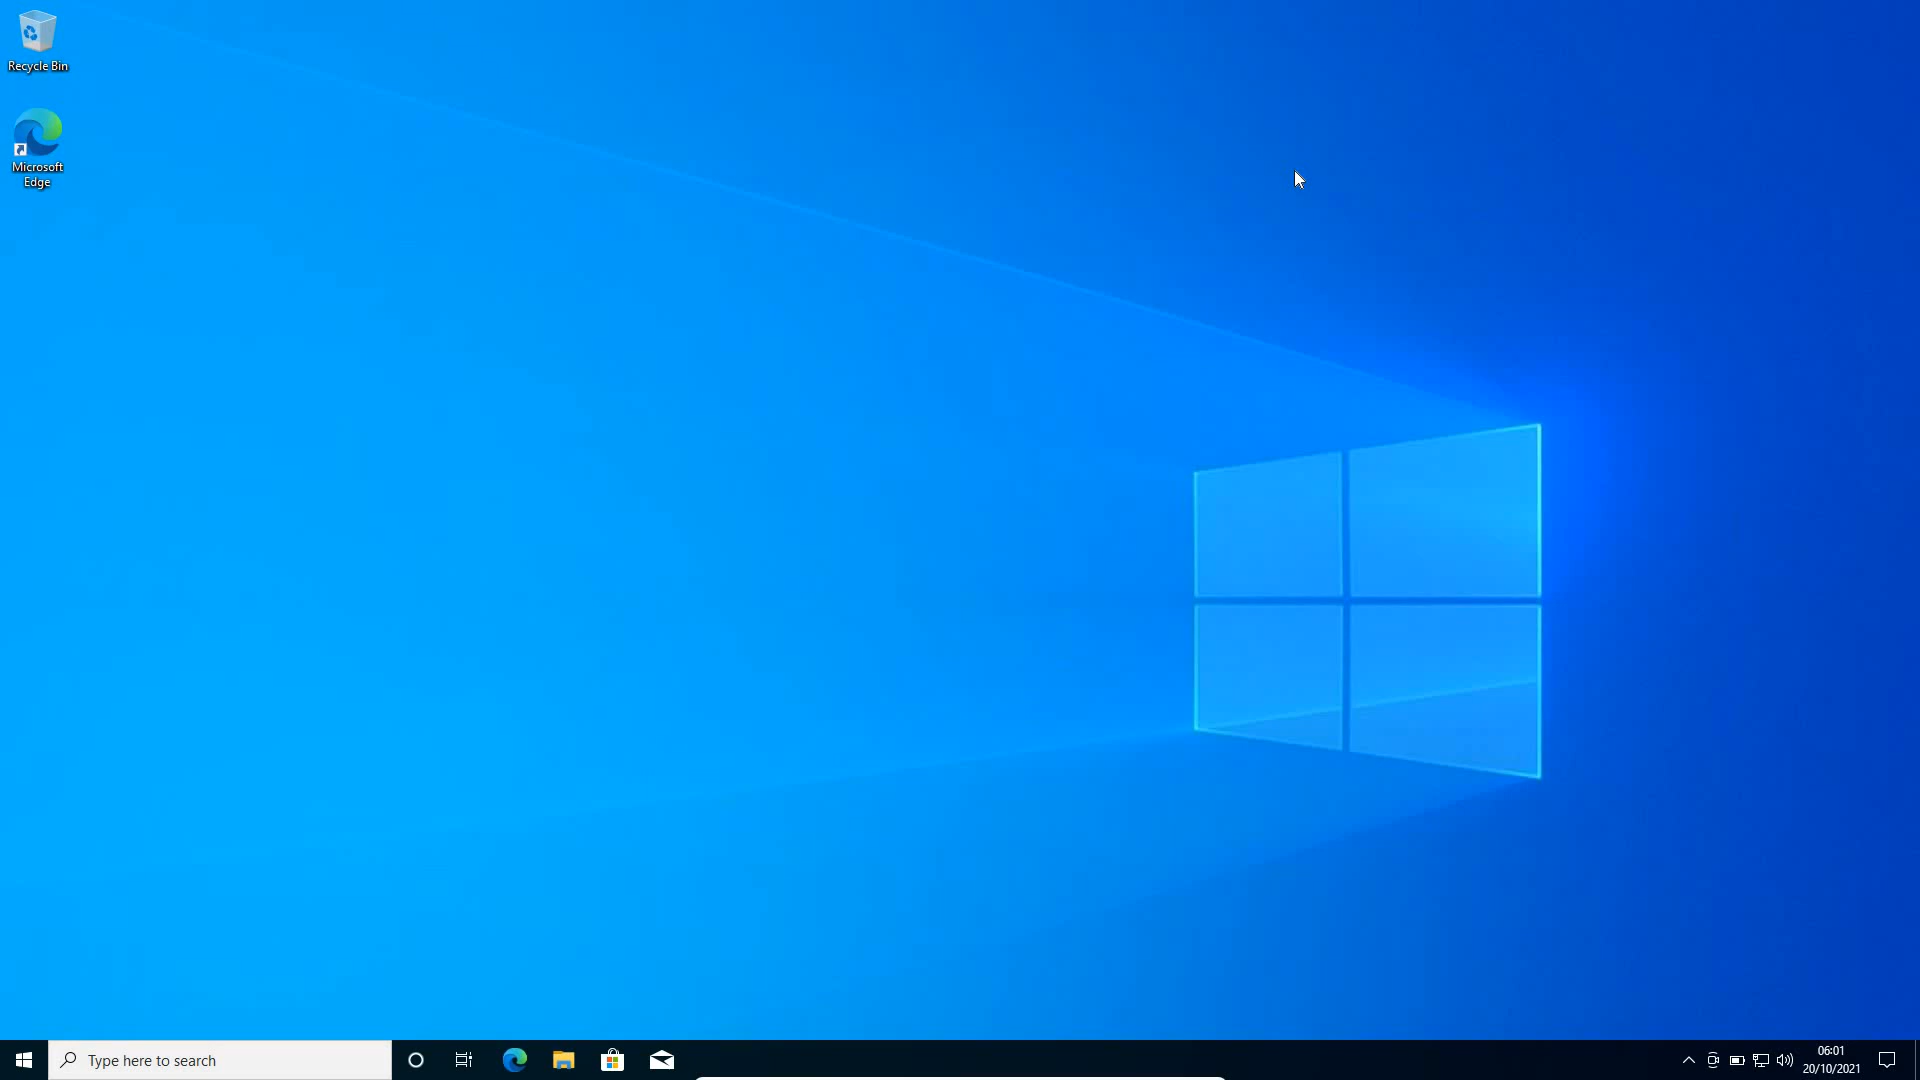 Recycle Bin
Microsoft
Edge
Type here to search
06:01
20/10/2021